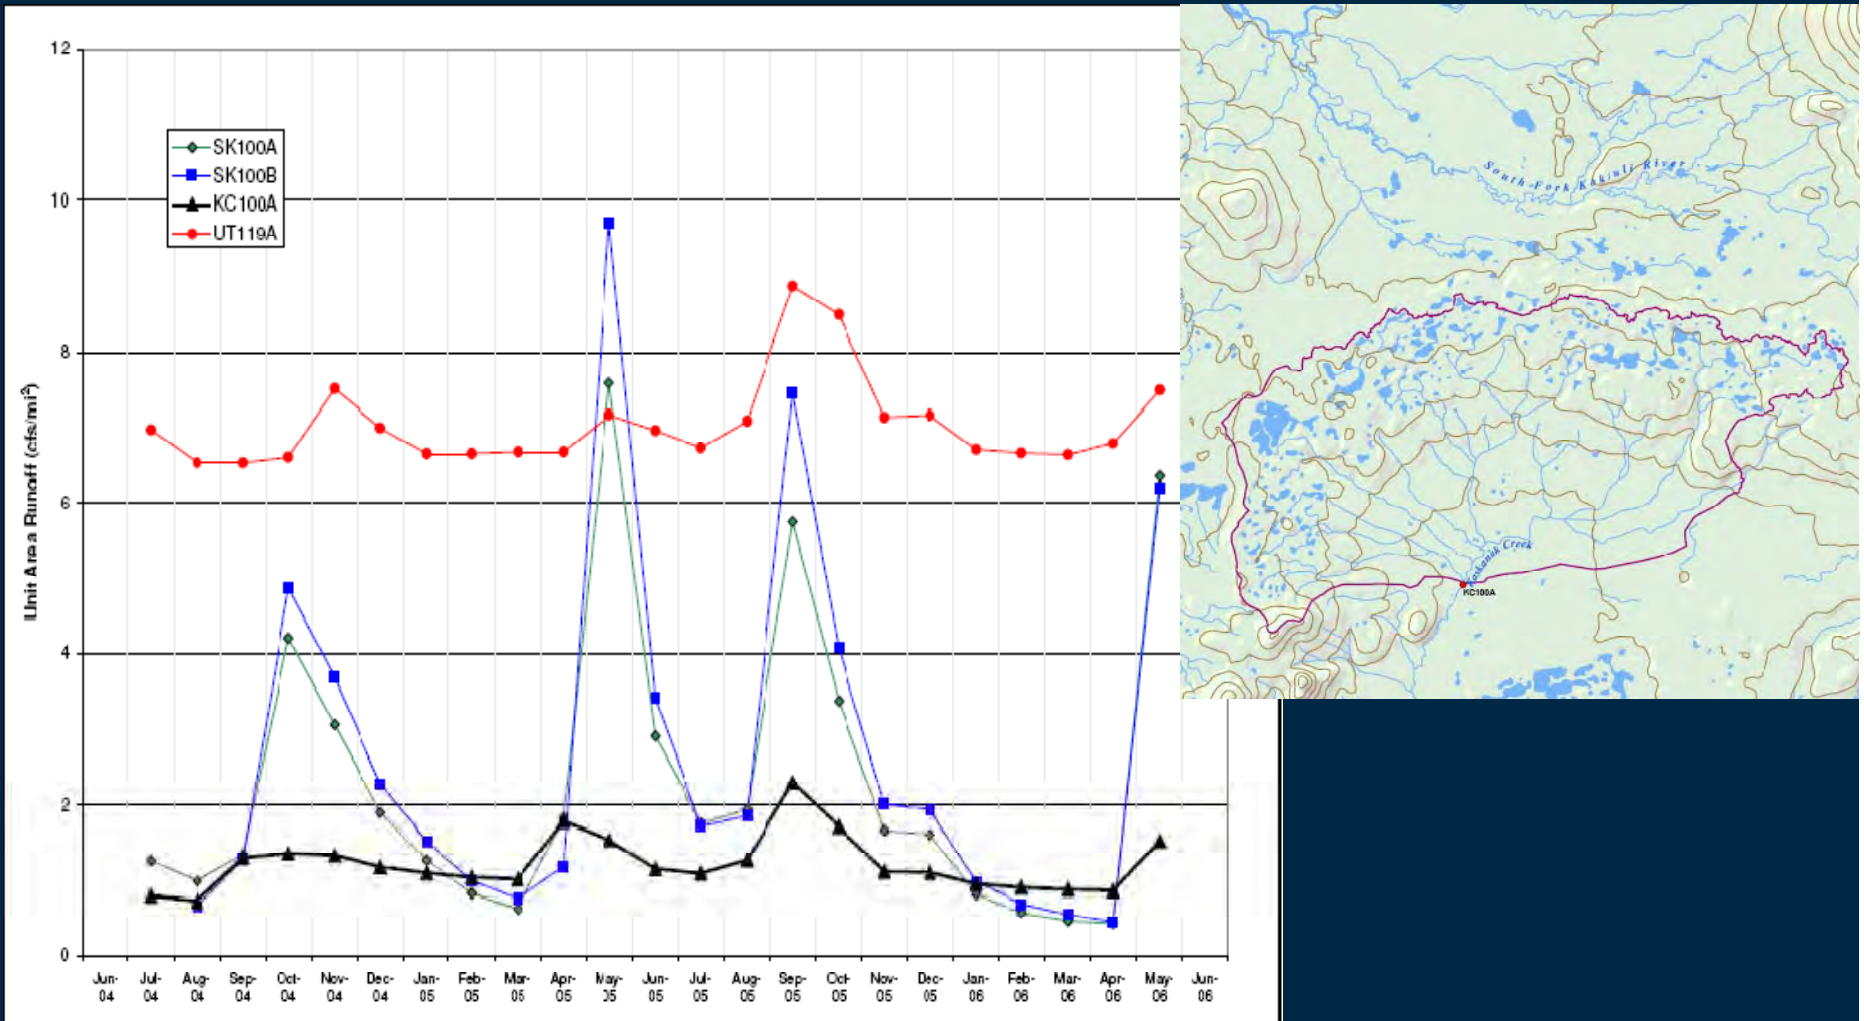 12
10
8
6
4
2
0
Unit Area Runoff (cfs/mi²)
SK100A
SK100B
KC100A
UT119A
Jun-04
Jul-04
Aug-04
Sep-04
Oct-04
Nov-04
Dec-04
Jan-05
Feb-05
Mar-05
Apr-05
May-05
Jun-05
Jul-05
Aug-05
Sep-05
Oct-05
Nov-05
Dec-05
Jan-06
Feb-06
Mar-06
Apr-06
May-06
Jun-06
South Fork Koktuli River
Kaskanak Creek
KC100A